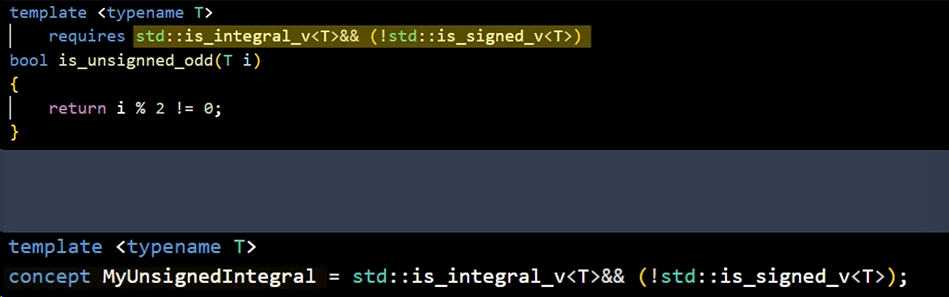 template <typename T>
requires std::is_integral_v<T>&& (!std::is_signed_v<T>)
bool is_unsignned_odd(T i)
{
return i % 2 != 0;
}
template <typename T>
concept MyUnsignedIntegral = std::is_integral_v<T>&& (!std::is_signed_v<T>);